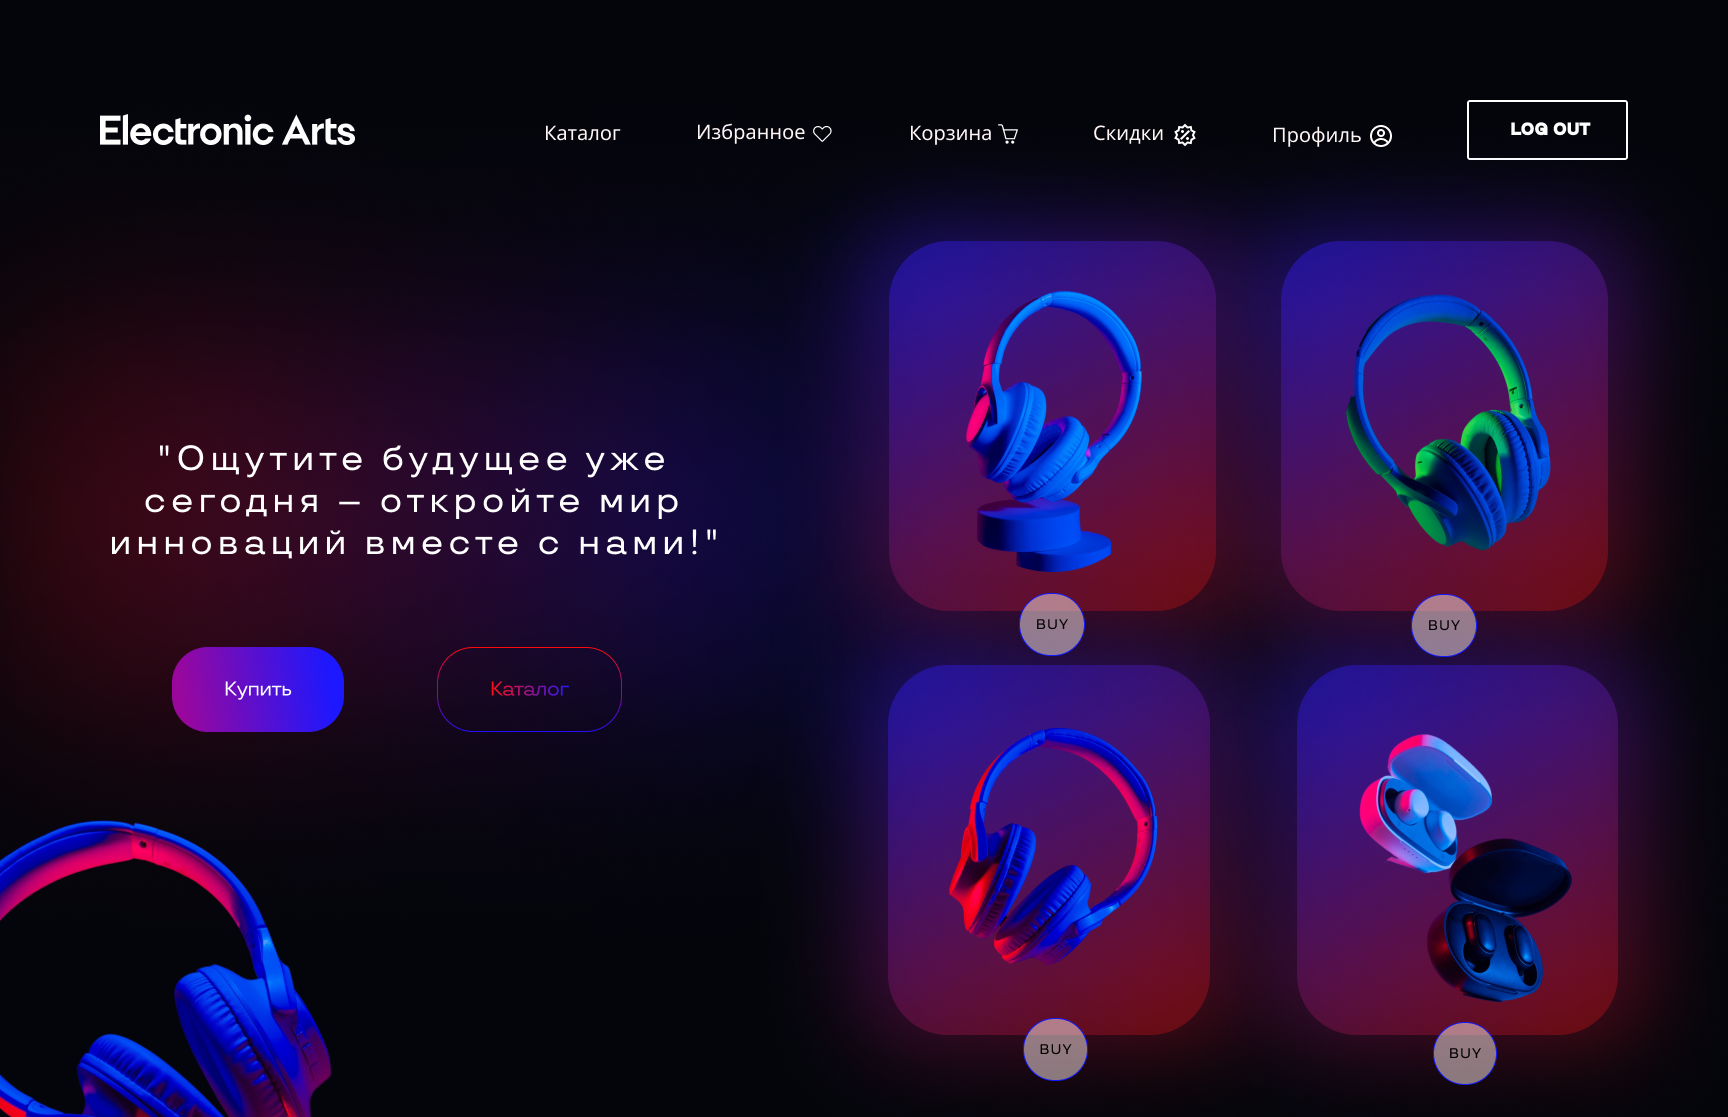 Electronic Arts
Каталог
Избранное
Корзина
Скидки
Профиль
LOG OUT
"Ощутите будущее уже
сегодня – откройте мир
инноваций вместе с нами!"
Купить
Каталог
BUY
BUY
BUY
BUY